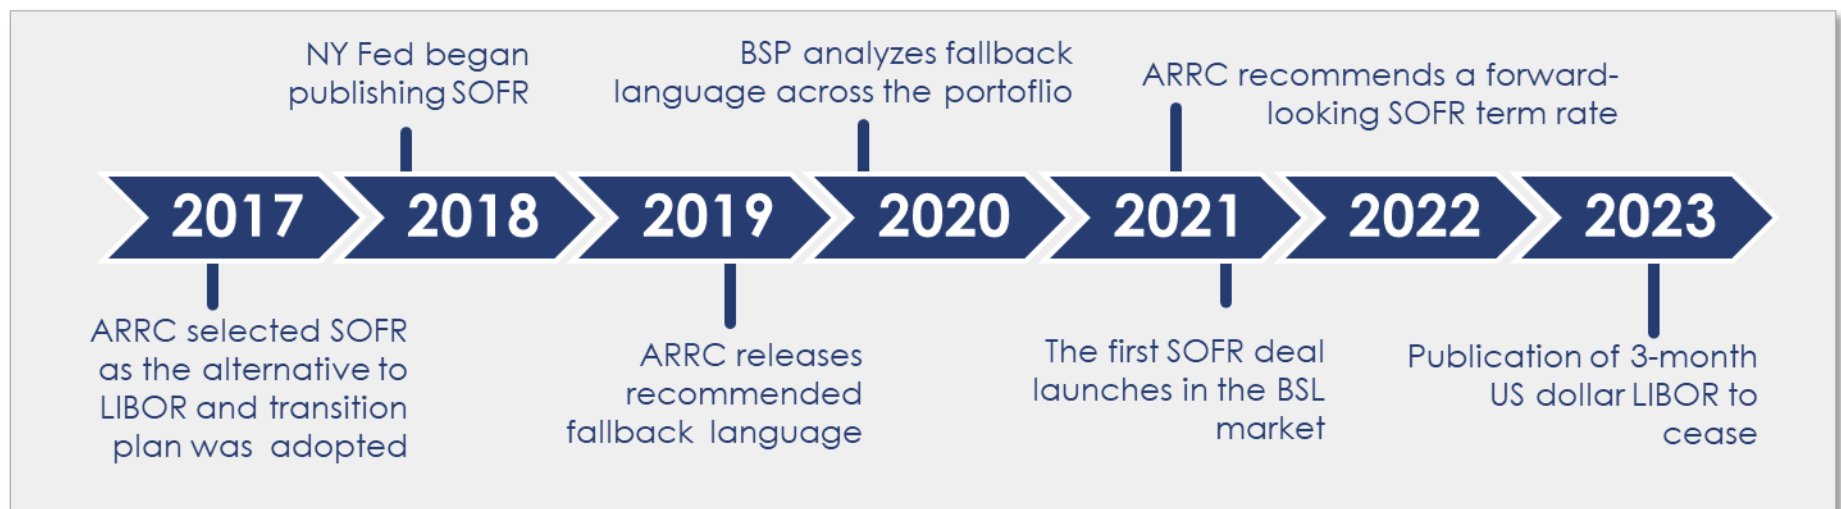 NY Fed began
publishing SOFR
BSP analyzes fallback
language across the portoflio
ARRC recommends a forward-
looking SOFR term rate
2017
2018
2019
2020
2021
2022
2023
ARRC selected SOFR
as the alternative to
LIBOR and transition
plan was adopted
ARRC releases
recommended
fallback language
The first SOFR deal
launches in the BSL
market
Publication of 3-month
US dollar LIBOR to
cease